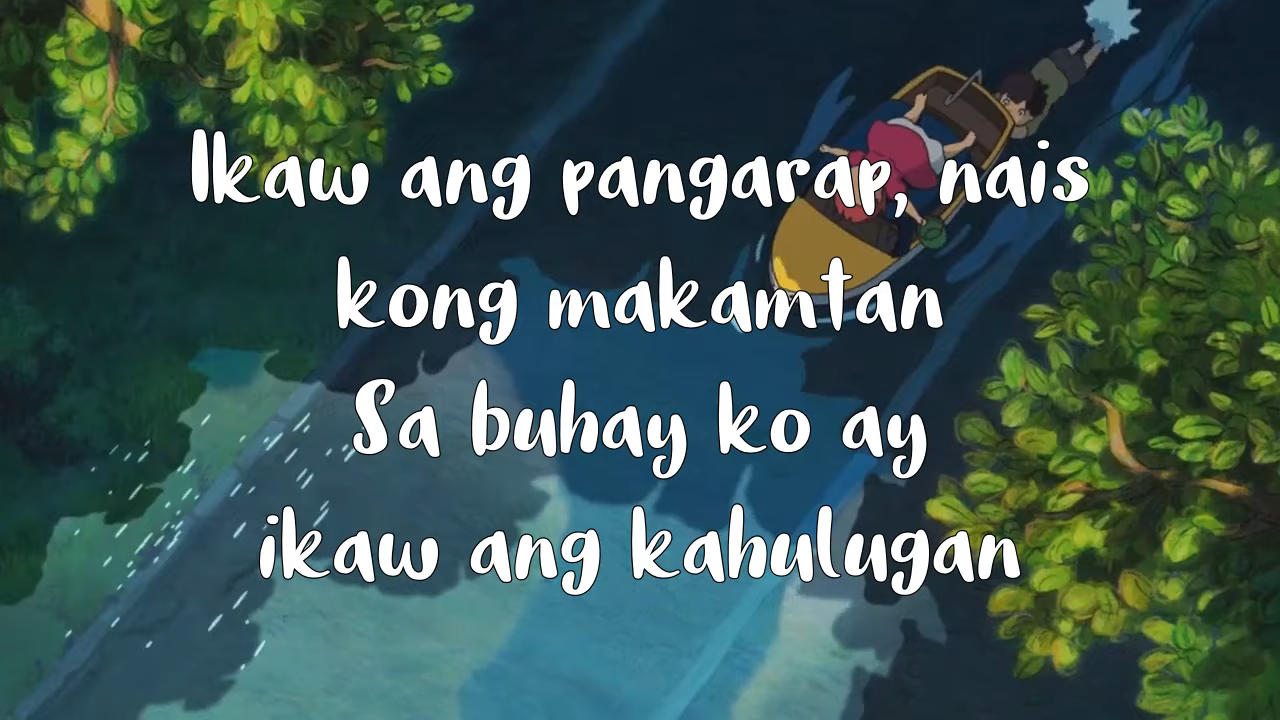 Ikaw ang pangarap, nais
kong makamtan
Sa buhay ko ay
ikaw ang kahulugan